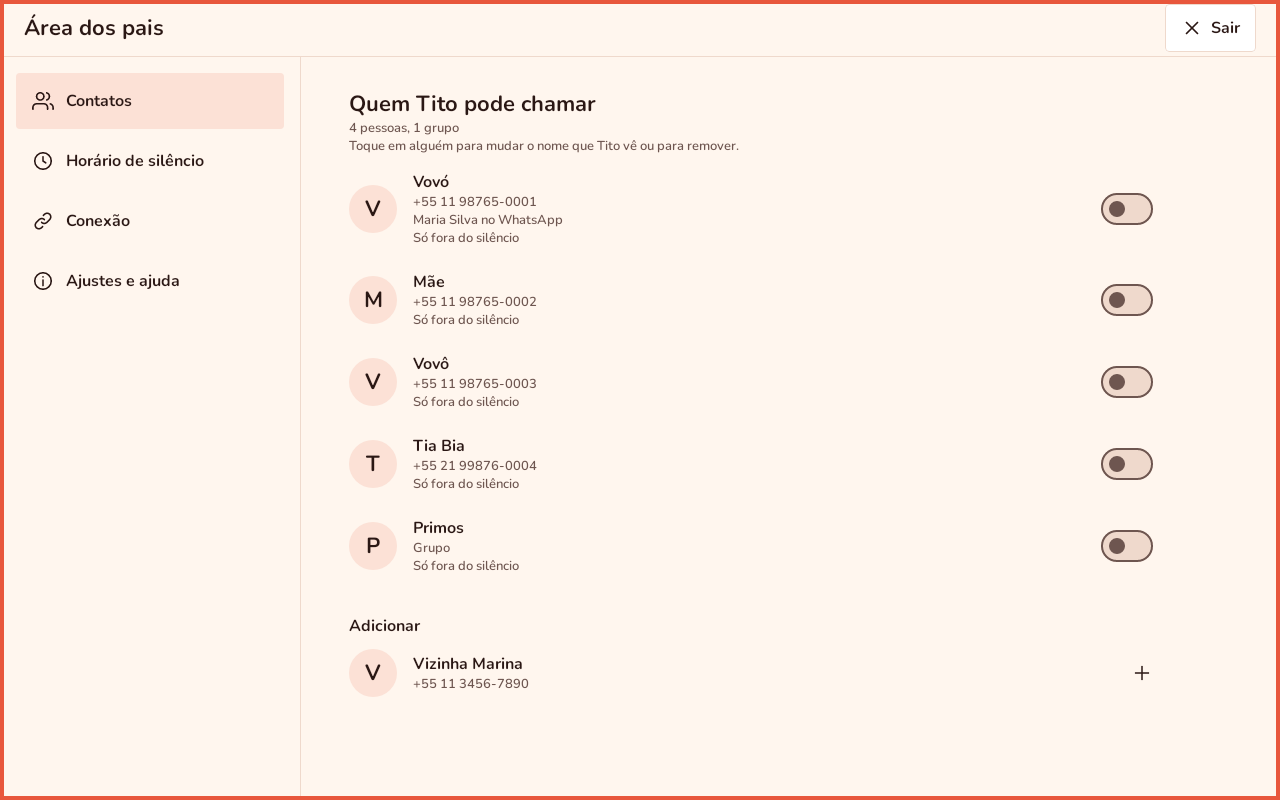 Área dos pais
Sair
Contatos
Horário de silêncio
Conexão
Ajustes e ajuda
Quem Tito pode chamar
4 pessoas, 1 grupo
Toque em alguém para mudar o nome que Tito vê ou para remover.
V
Vovó
+55 11 98765-0001
Maria Silva no WhatsApp
Só fora do silêncio
M
Mãe
+55 11 98765-0002
Só fora do silêncio
V
Vovô
+55 11 98765-0003
Só fora do silêncio
T
Tia Bia
+55 21 99876-0004
Só fora do silêncio
P
Primos
Grupo
Só fora do silêncio
Adicionar
V
Vizinha Marina
+55 11 3456-7890